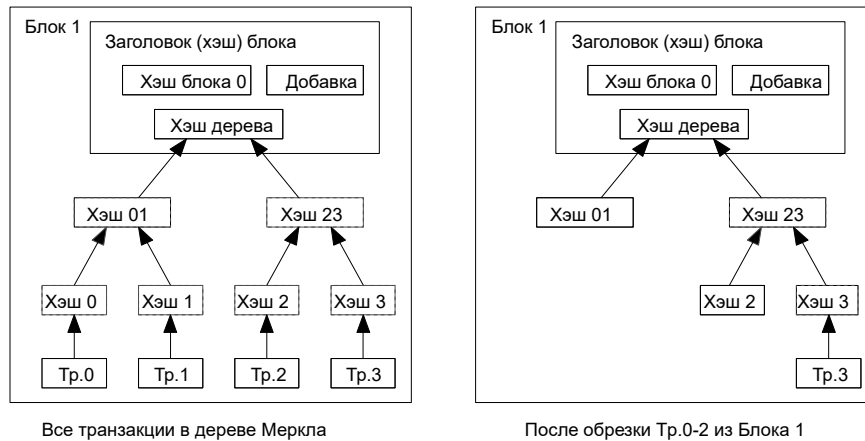 Блок 1
Заголовок (хэш) блока
Хэш блока 0
Добавка
Хэш дерева
Хэш 01
Хэш 23
Хэш 0
Хэш 1
Хэш 2
Хэш 3
Тр.0
Тр.1
Тр.2
Тр.3
Все транзакции в дереве Меркла
Блок 1
Заголовок (хэш) блока
Хэш блока 0
Добавка
Хэш дерева
Хэш 01
Хэш 23
Хэш 2
Хэш 3
Тр.3
После обрезки Тр.0-2 из Блока 1